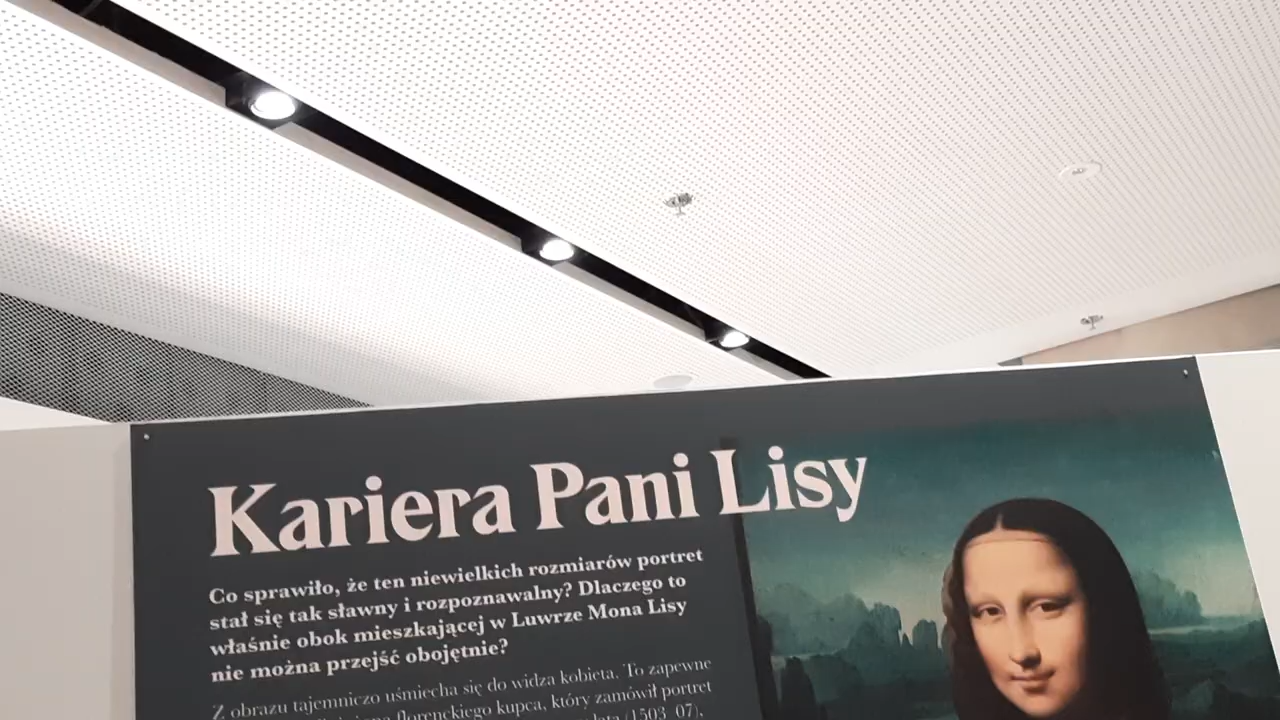 Kariera Pani Lisy
Co sprawiło, że ten niewielkich rozmiarów portret
stał się tak sławny i rozpoznawalny? Dlaczego to
właśnie obok mieszkającej w Luwrze Mona Lisy
nie można przejść obojętnie?
Z obrazu tajemniczo uśmiecha się do widza kobieta. To zapewne
florenckiego kupca, który zamówił portret
lata (1503–07),